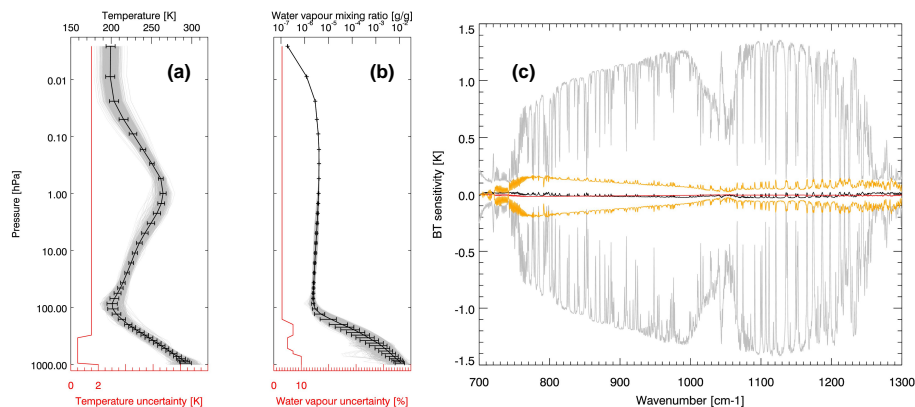 Temperature [K]
150 200 250 300
(a)
0.01
0.10
1.00
10.00
100.00
1000.00
Pressure [hPa]
0 2
Temperature uncertainty [K]
Water vapour mixing ratio [g/g]
10⁻⁷ 10⁻⁶ 10⁻⁵ 10⁻⁴ 10⁻³ 10⁻²
(b)
0 10
Water vapour uncertainty [%]
(c)
1.5
1.0
0.5
0.0
-0.5
-1.0
-1.5
BT sensitivity [K]
700 800 900 1000 1100 1200 1300
Wavenumber [cm-1]